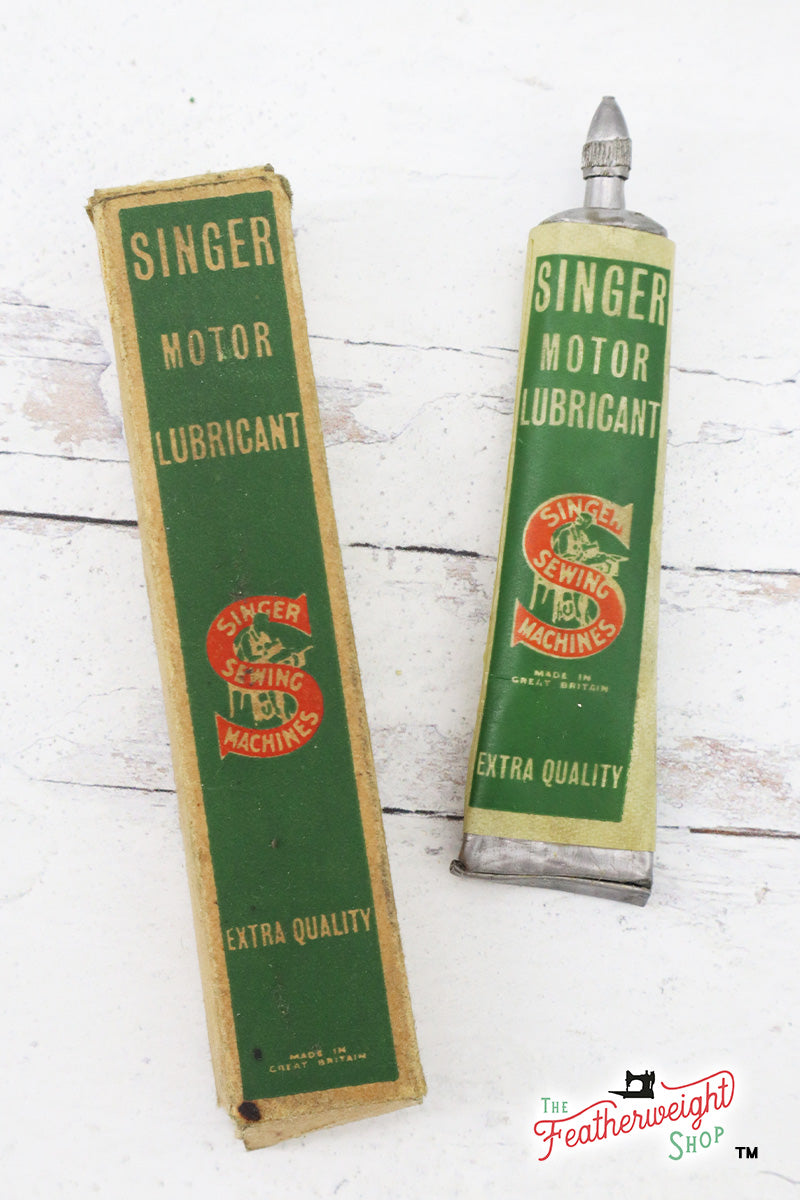 SINGER
MOTOR
LUBRICANT
SINGER
SEWING
MACHINES
EXTRA QUALITY
MADE IN
GREAT BRITAIN
SINGER
MOTOR
LUBRICANT
SINGER
SEWING
MACHINES
MADE IN
GREAT BRITAIN
EXTRA QUALITY
THE
Featherweight
SHOP TM